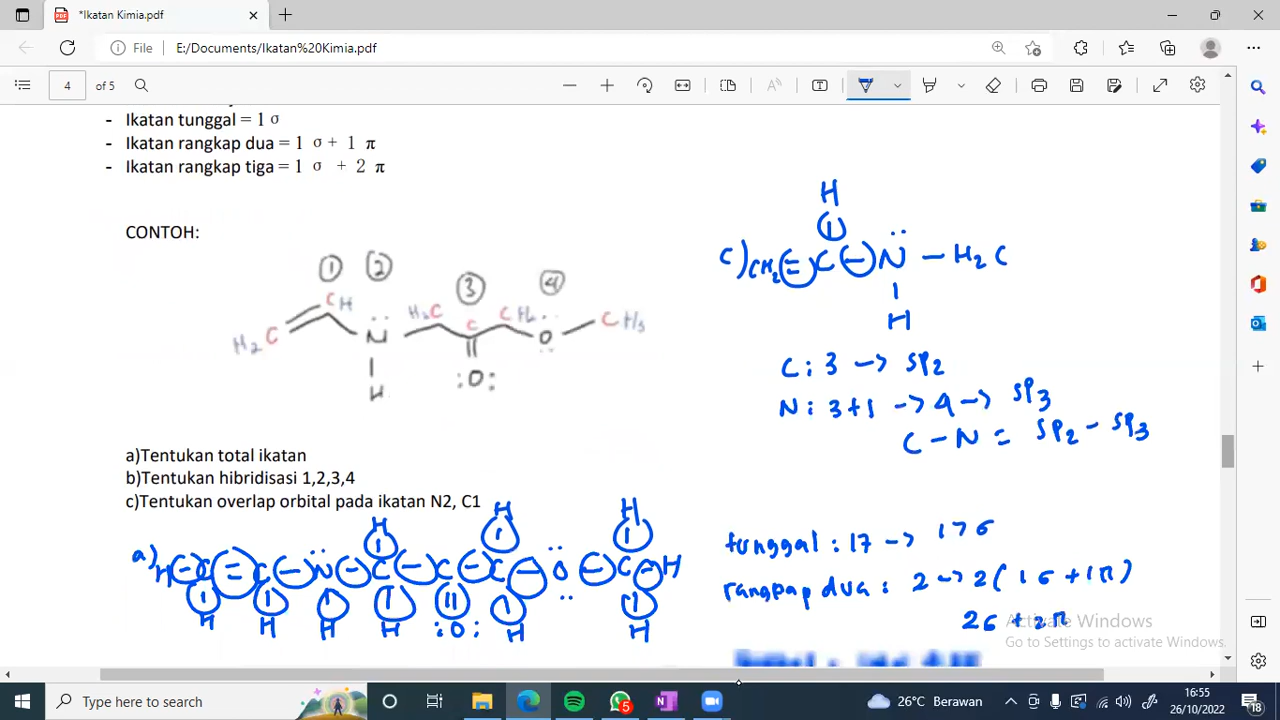 *Ikatan Kimia.pdf
File
E:/Documents/Ikatan%20Kimia.pdf
4
of 5
- Ikatan tunggal = 1 σ
- Ikatan rangkap dua = 1 σ + 1 π
- Ikatan rangkap tiga = 1 σ + 2 π
CONTOH:
① ② ③ ④
H₂C CH N H H₂C C :O: CH₂ O CH₃
a)Tentukan total ikatan
b)Tentukan hibridisasi 1,2,3,4
c)Tentukan overlap orbital pada ikatan N2, C1
H
c) CH₂ = C - N - H₂C
H
C : 3 -> sp2
N : 3+1 -> 4 -> sp3
C - N = sp2 - sp3
H H H
a) H - C = C - N - C - C - C - O - C - H
H H H H :O: H H
tunggal : 17 -> 17σ
rangpap dua : 2 -> 2(1σ + 1π)
2σ + 2π
Activate Windows
Go to Settings to activate Windows.
Type here to search
5
26°C Berawan
16:55
26/10/2022
18